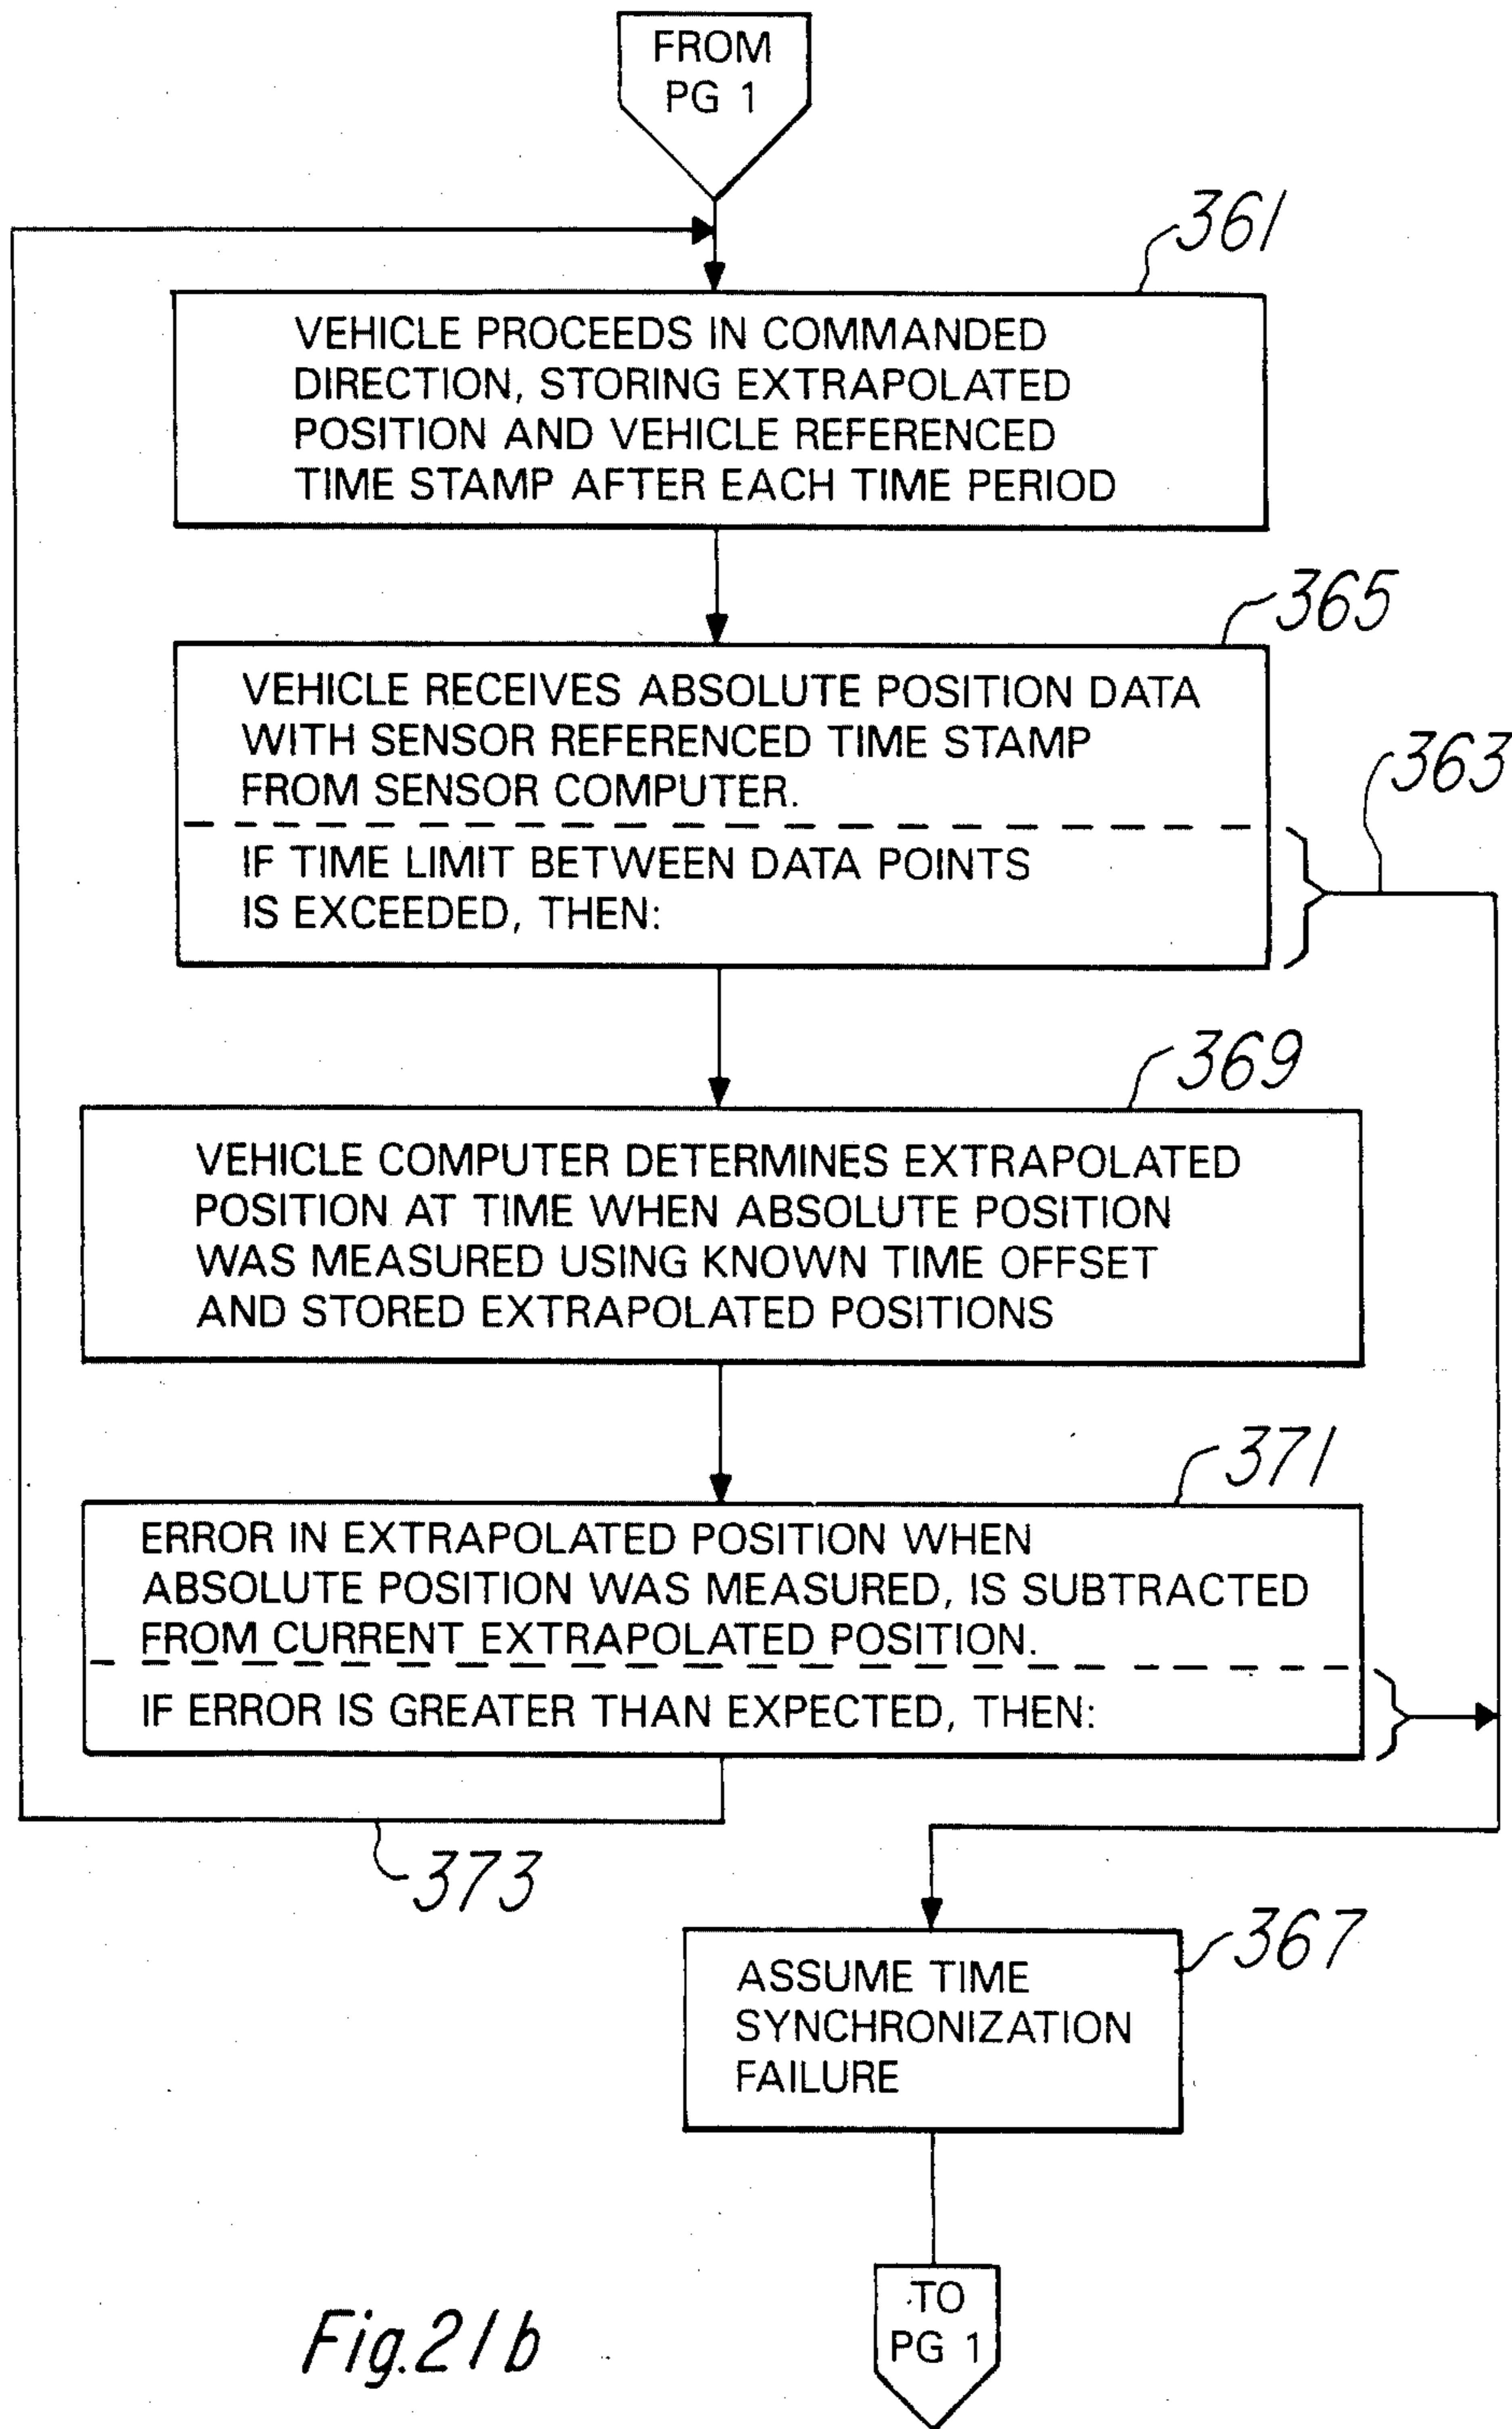 FROM
PG 1
361
VEHICLE PROCEEDS IN COMMANDED
DIRECTION, STORING EXTRAPOLATED
POSITION AND VEHICLE REFERENCED
TIME STAMP AFTER EACH TIME PERIOD
365
VEHICLE RECEIVES ABSOLUTE POSITION DATA
WITH SENSOR REFERENCED TIME STAMP
FROM SENSOR COMPUTER.
363
IF TIME LIMIT BETWEEN DATA POINTS
IS EXCEEDED, THEN:
369
VEHICLE COMPUTER DETERMINES EXTRAPOLATED
POSITION AT TIME WHEN ABSOLUTE POSITION
WAS MEASURED USING KNOWN TIME OFFSET
AND STORED EXTRAPOLATED POSITIONS
371
ERROR IN EXTRAPOLATED POSITION WHEN
ABSOLUTE POSITION WAS MEASURED, IS SUBTRACTED
FROM CURRENT EXTRAPOLATED POSITION.
IF ERROR IS GREATER THAN EXPECTED, THEN:
373
367
ASSUME TIME
SYNCHRONIZATION
FAILURE
TO
PG 1
Fig.21b